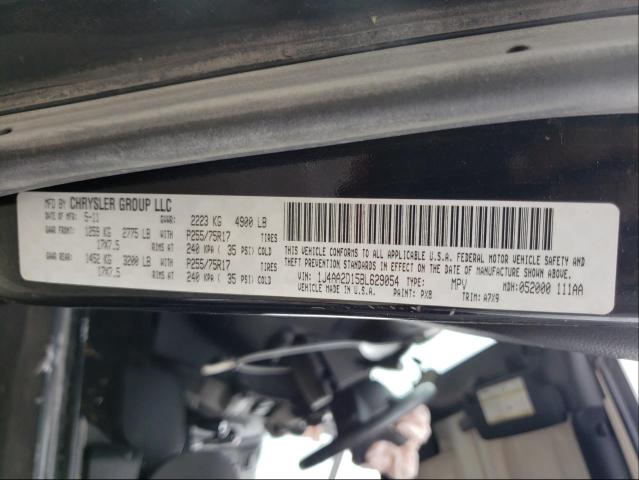 MFD BY CHRYSLER GROUP LLC
DATE OF MFR: 5-11 GVWR: 2223 KG 4900 LB
GAWR FRONT: 1259 KG 2775 LB WITH P255/75R17 TIRES
17X7.5 RIMS AT 240 KPA ( 35 PSI) COLD
GAWR REAR: 1452 KG 3200 LB WITH P255/75R17 TIRES
17X7.5 RIMS AT 240 KPA ( 35 PSI) COLD
THIS VEHICLE CONFORMS TO ALL APPLICABLE U.S.A. FEDERAL MOTOR VEHICLE SAFETY AND
THEFT PREVENTION STANDARDS IN EFFECT ON THE DATE OF MANUFACTURE SHOWN ABOVE.
VIN: 1J4AA2D15BL629054 TYPE: MPV MDH: 052000 111AA
VEHICLE MADE IN U.S.A. PAINT: PX8 TRIM: A7X9